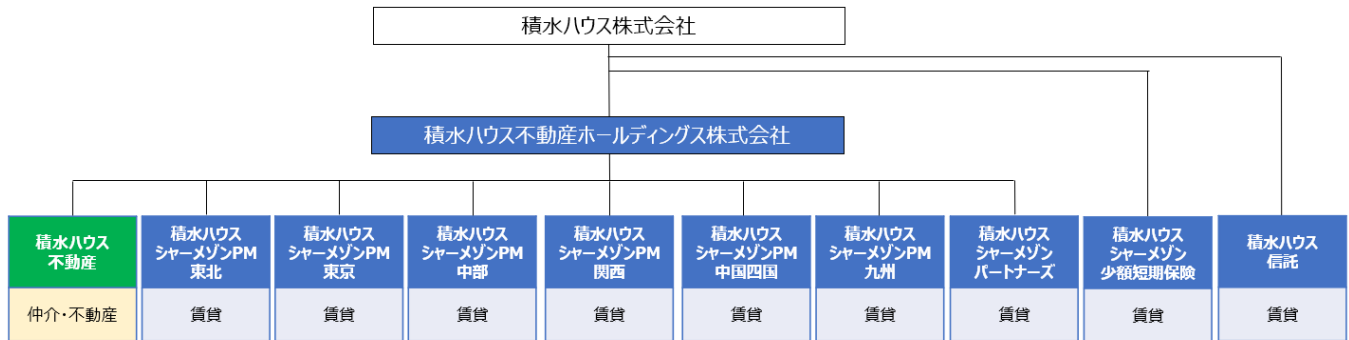 積水ハウス株式会社
積水ハウス不動産ホールディングス株式会社
積水ハウス
不動産
仲介・不動産
積水ハウス
シャーメゾンPM
東北
賃貸
積水ハウス
シャーメゾンPM
東京
賃貸
積水ハウス
シャーメゾンPM
中部
賃貸
積水ハウス
シャーメゾンPM
関西
賃貸
積水ハウス
シャーメゾンPM
中国四国
賃貸
積水ハウス
シャーメゾンPM
九州
賃貸
積水ハウス
シャーメゾン
パートナーズ
賃貸
積水ハウス
シャーメゾン
少額短期保険
賃貸
積水ハウス
信託
賃貸